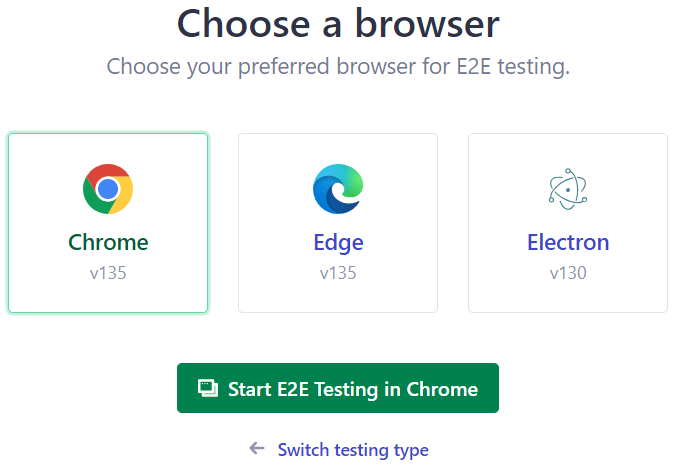 Choose a browser
Choose your preferred browser for E2E testing.
Chrome
v135
Edge
v135
Electron
v130
Start E2E Testing in Chrome
Switch testing type